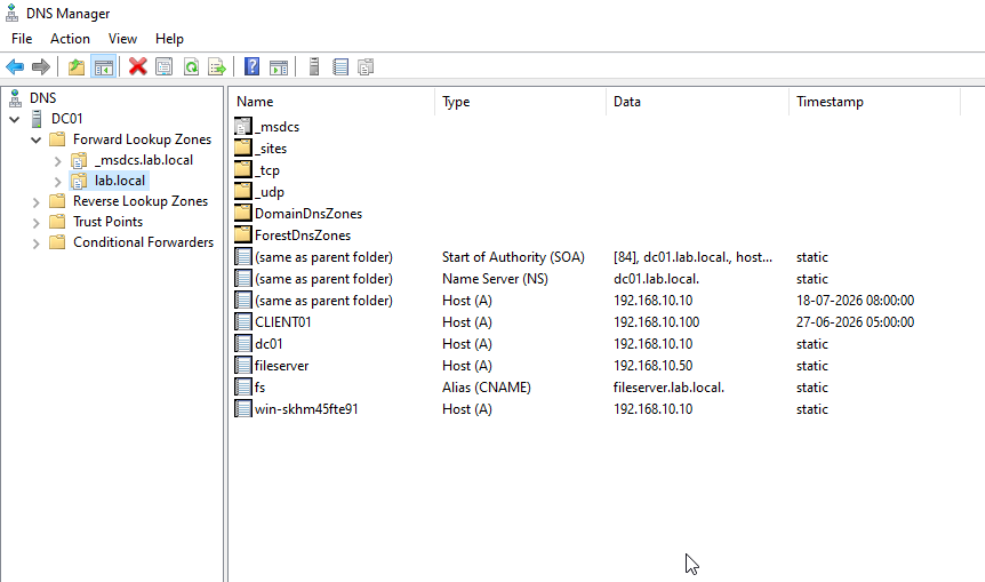 DNS Manager
File Action View Help
DNS
DC01
Forward Lookup Zones
_msdcs.lab.local
lab.local
Reverse Lookup Zones
Trust Points
Conditional Forwarders
Name Type Data Timestamp
_msdcs
_sites
_tcp
_udp
DomainDnsZones
ForestDnsZones
(same as parent folder) Start of Authority (SOA) [84], dc01.lab.local., host... static
(same as parent folder) Name Server (NS) dc01.lab.local. static
(same as parent folder) Host (A) 192.168.10.10 18-07-2026 08:00:00
CLIENT01 Host (A) 192.168.10.100 27-06-2026 05:00:00
dc01 Host (A) 192.168.10.10 static
fileserver Host (A) 192.168.10.50 static
fs Alias (CNAME) fileserver.lab.local. static
win-skhm45fte91 Host (A) 192.168.10.10 static